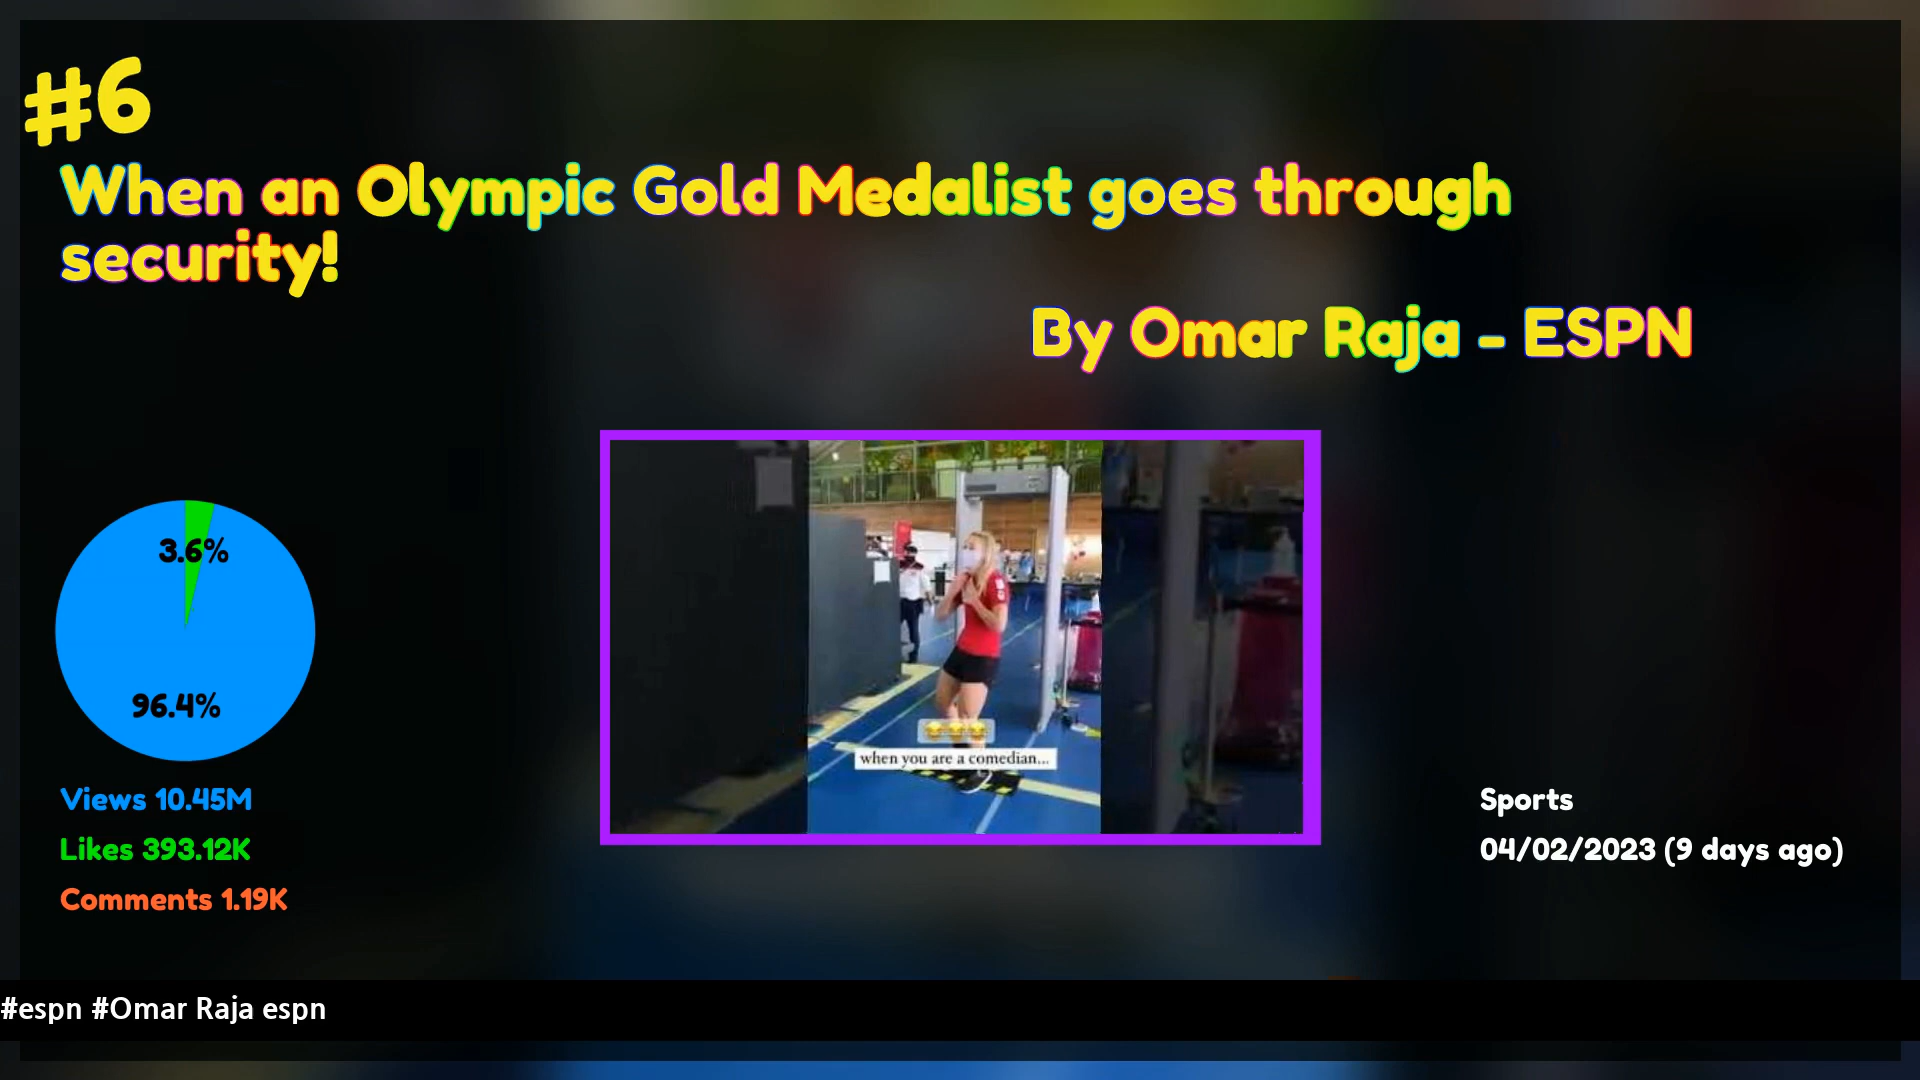 #6
When an Olympic Gold Medalist goes through
security!
By Omar Raja - ESPN
3.6%
96.4%
when you are a comedian...
Views 10.45M
Likes 393.12K
Comments 1.19K
Sports
04/02/2023 (9 days ago)
#espn #Omar Raja espn